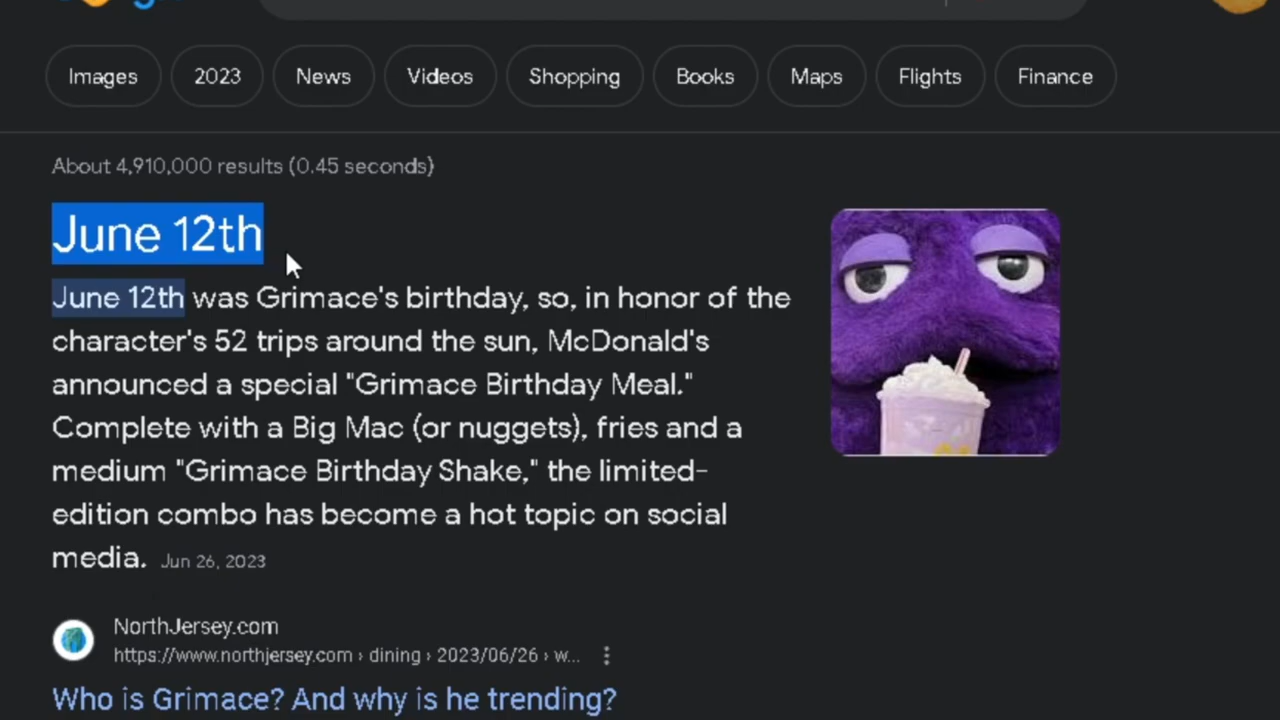 Images 2023 News Videos Shopping Books Maps Flights Finance
About 4,910,000 results (0.45 seconds)
June 12th
June 12th was Grimace's birthday, so, in honor of the
character's 52 trips around the sun, McDonald's
announced a special "Grimace Birthday Meal."
Complete with a Big Mac (or nuggets), fries and a
medium "Grimace Birthday Shake," the limited-
edition combo has become a hot topic on social
media. Jun 26, 2023
NorthJersey.com
https://www.northjersey.com › dining › 2023/06/26 › w...
Who is Grimace? And why is he trending?